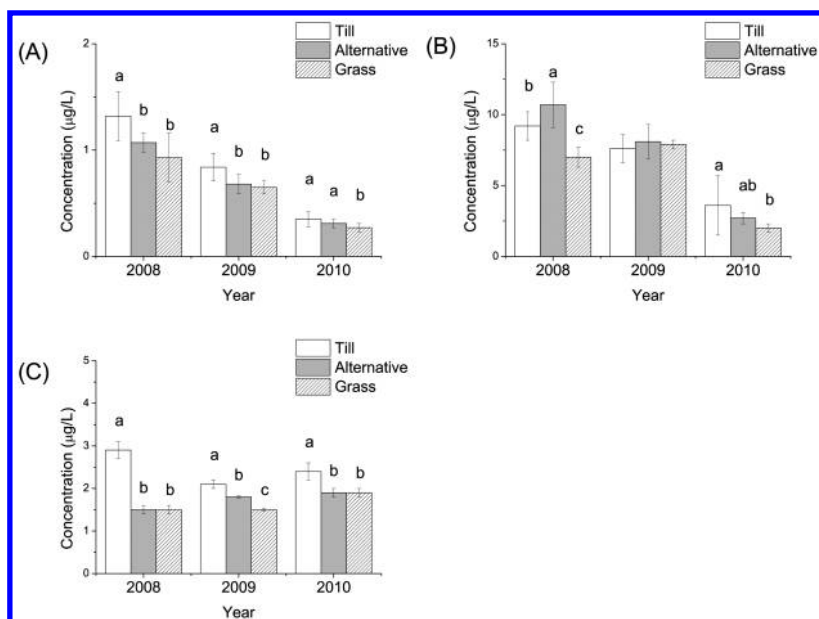 (A)
Till
Alternative
Grass
Concentration (μg/L)
2
1
0
a
b
b
a
b
b
a
a
b
2008
2009
2010
Year
(B)
Till
Alternative
Grass
Concentration (μg/L)
15
10
5
0
b
a
c
a
ab
b
2008
2009
2010
Year
(C)
Till
Alternative
Grass
Concentration (μg/L)
5
4
3
2
1
0
a
b
b
a
b
c
a
b
b
2008
2009
2010
Year